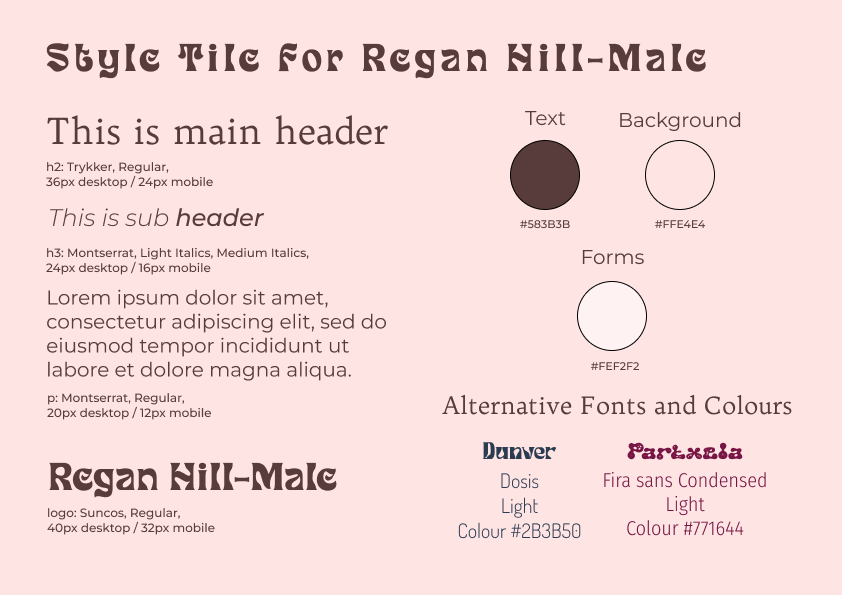 Style Tile for Regan Hill-Male
This is main header
h2: Trykker, Regular,
36px desktop / 24px mobile
This is sub header
h3: Montserrat, Light Italics, Medium Italics,
24px desktop / 16px mobile
Lorem ipsum dolor sit amet,
consectetur adipiscing elit, sed do
eiusmod tempor incididunt ut
labore et dolore magna aliqua.
p: Montserrat, Regular,
20px desktop / 12px mobile
Regan Hill-Male
logo: Suncos, Regular,
40px desktop / 32px mobile
Text
#583B3B
Background
#FFE4E4
Forms
#FEF2F2
Alternative Fonts and Colours
Dunver
Dosis
Light
Colour #2B3B50
Partxela
Fira sans Condensed
Light
Colour #771644